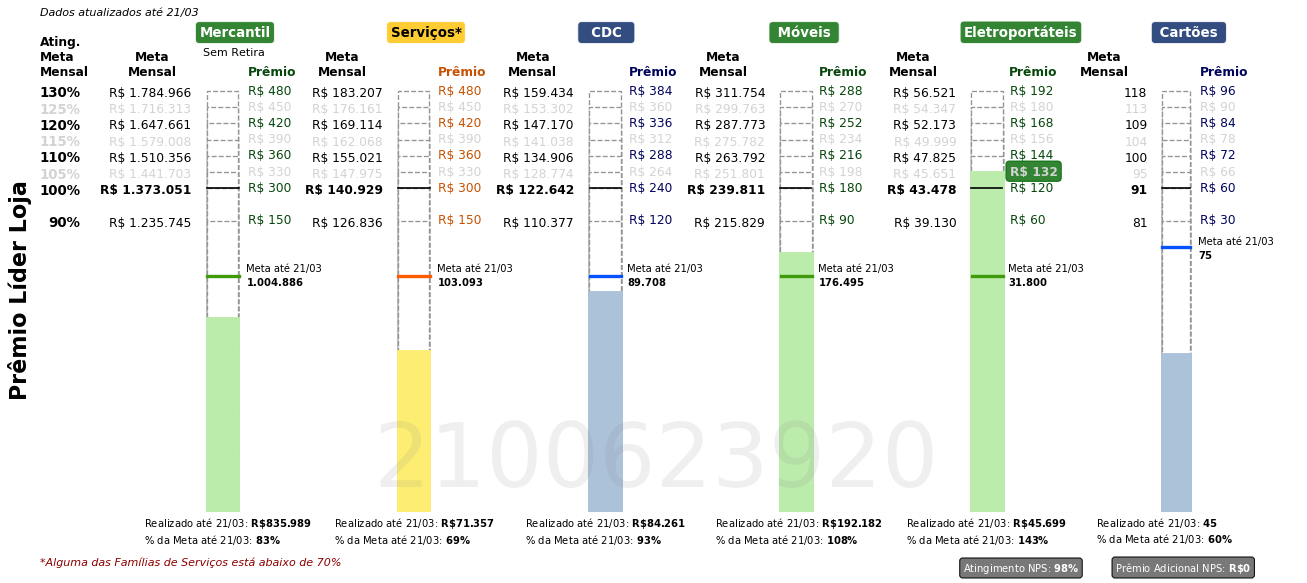 Dados atualizados até 21/03
Mercantil Serviços* CDC Móveis Eletroportáteis Cartões
Sem Retira
Ating. Meta Mensal
Meta Mensal Prêmio Meta Mensal Prêmio Meta Mensal Prêmio Meta Mensal Prêmio Meta Mensal Prêmio Meta Mensal Prêmio
130% R$ 1.784.966 R$ 480 R$ 183.207 R$ 480 R$ 159.434 R$ 384 R$ 311.754 R$ 288 R$ 56.521 R$ 192 118 R$ 96
125% R$ 1.716.313 R$ 450 R$ 176.161 R$ 450 R$ 153.302 R$ 360 R$ 299.763 R$ 270 R$ 54.347 R$ 180 113 R$ 90
120% R$ 1.647.661 R$ 420 R$ 169.114 R$ 420 R$ 147.170 R$ 336 R$ 287.773 R$ 252 R$ 52.173 R$ 168 109 R$ 84
115% R$ 1.579.008 R$ 390 R$ 162.068 R$ 390 R$ 141.038 R$ 312 R$ 275.782 R$ 234 R$ 49.999 R$ 156 104 R$ 78
110% R$ 1.510.356 R$ 360 R$ 155.021 R$ 360 R$ 134.906 R$ 288 R$ 263.792 R$ 216 R$ 47.825 R$ 144 100 R$ 72
105% R$ 1.441.703 R$ 330 R$ 147.975 R$ 330 R$ 128.774 R$ 264 R$ 251.801 R$ 198 R$ 45.651 R$ 132 95 R$ 66
100% R$ 1.373.051 R$ 300 R$ 140.929 R$ 300 R$ 122.642 R$ 240 R$ 239.811 R$ 180 R$ 43.478 R$ 120 91 R$ 60
90% R$ 1.235.745 R$ 150 R$ 126.836 R$ 150 R$ 110.377 R$ 120 R$ 215.829 R$ 90 R$ 39.130 R$ 60 81 R$ 30
Meta até 21/03
75
Meta até 21/03 Meta até 21/03 Meta até 21/03 Meta até 21/03 Meta até 21/03
1.004.886 103.093 89.708 176.495 31.800
Prêmio Líder Loja
2100623920
Realizado até 21/03: R$835.989 Realizado até 21/03: R$71.357 Realizado até 21/03: R$84.261 Realizado até 21/03: R$192.182 Realizado até 21/03: R$45.699 Realizado até 21/03: 45
% da Meta até 21/03: 83% % da Meta até 21/03: 69% % da Meta até 21/03: 93% % da Meta até 21/03: 108% % da Meta até 21/03: 143% % da Meta até 21/03: 60%
*Alguma das Famílias de Serviços está abaixo de 70%
Atingimento NPS: 98% Prêmio Adicional NPS: R$0